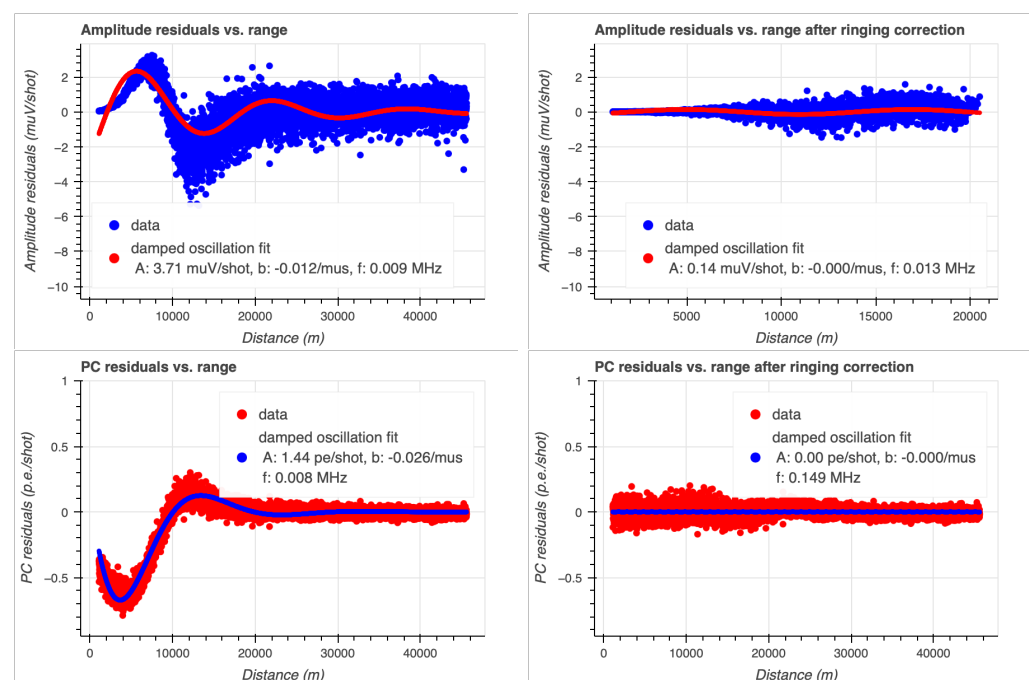 Amplitude residuals vs. range
Amplitude residuals (muV/shot)
2
0
−2
−4
−6
−8
−10
data
damped oscillation fit
A: 3.71 muV/shot, b: -0.012/mus, f: 0.009 MHz
0 10000 20000 30000 40000
Distance (m)
Amplitude residuals vs. range after ringing correction
Amplitude residuals (muV/shot)
2
0
−2
−4
−6
−8
−10
data
damped oscillation fit
A: 0.14 muV/shot, b: -0.000/mus, f: 0.013 MHz
5000 10000 15000 20000
Distance (m)
PC residuals vs. range
PC residuals (p.e./shot)
1
0.5
0
−0.5
data
damped oscillation fit
A: 1.44 pe/shot, b: -0.026/mus
f: 0.008 MHz
0 10000 20000 30000 40000
Distance (m)
PC residuals vs. range after ringing correction
PC residuals (p.e./shot)
1
0.5
0
−0.5
data
damped oscillation fit
A: 0.00 pe/shot, b: -0.000/mus
f: 0.149 MHz
0 10000 20000 30000 40000
Distance (m)